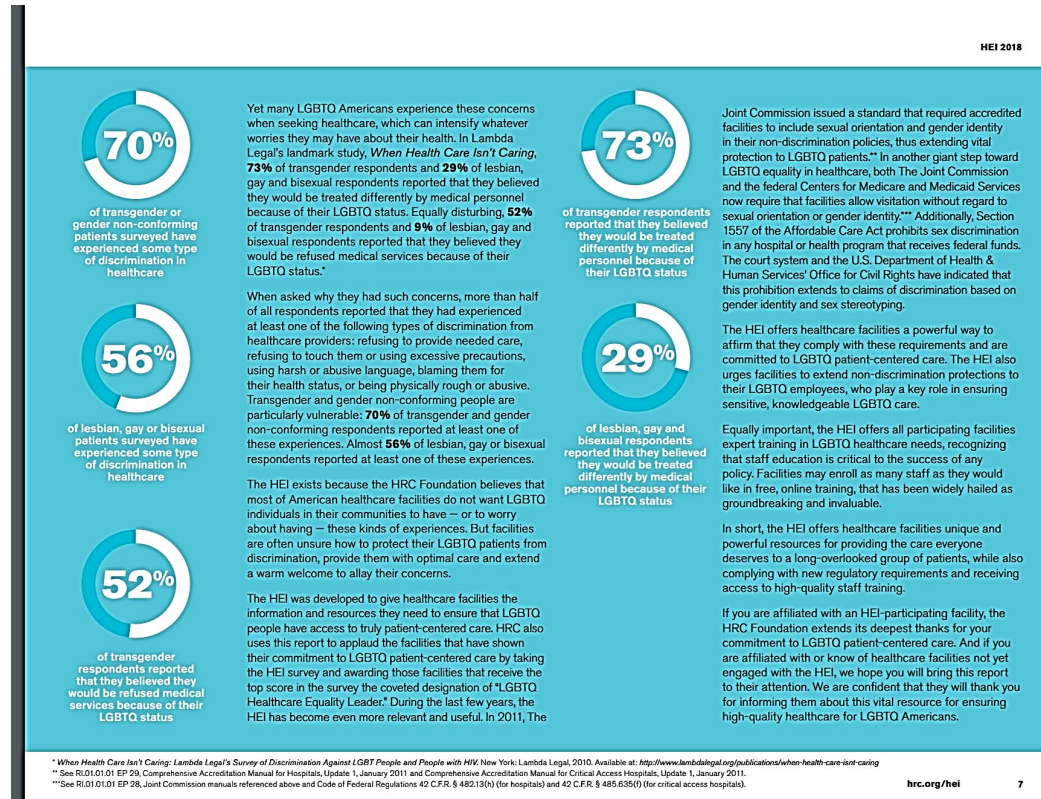 HEI 2018
70%
of transgender or
gender non-conforming
patients surveyed have
experienced some type
of discrimination in
healthcare
56%
of lesbian, gay or bisexual
patients surveyed have
experienced some type
of discrimination in
healthcare
52%
of transgender
respondents reported
that they believed they
would be refused medical
services because of their
LGBTQ status
Yet many LGBTQ Americans experience these concerns
when seeking healthcare, which can intensify whatever
worries they may have about their health. In Lambda
Legal's landmark study, When Health Care Isn't Caring,
73% of transgender respondents and 29% of lesbian,
gay and bisexual respondents reported that they believed
they would be treated differently by medical personnel
because of their LGBTQ status. Equally disturbing, 52%
of transgender respondents and 9% of lesbian, gay and
bisexual respondents reported that they believed they
would be refused medical services because of their
LGBTQ status.*
When asked why they had such concerns, more than half
of all respondents reported that they had experienced
at least one of the following types of discrimination from
healthcare providers: refusing to provide needed care,
refusing to touch them or using excessive precautions,
using harsh or abusive language, blaming them for
their health status, or being physically rough or abusive.
Transgender and gender non-conforming people are
particularly vulnerable: 70% of transgender and gender
non-conforming respondents reported at least one of
these experiences. Almost 56% of lesbian, gay or bisexual
respondents reported at least one of these experiences.
The HEI exists because the HRC Foundation believes that
most of American healthcare facilities do not want LGBTQ
individuals in their communities to have — or to worry
about having — these kinds of experiences. But facilities
are often unsure how to protect their LGBTQ patients from
discrimination, provide them with optimal care and extend
a warm welcome to allay their concerns.
The HEI was developed to give healthcare facilities the
information and resources they need to ensure that LGBTQ
people have access to truly patient-centered care. HRC also
uses this report to applaud the facilities that have shown
their commitment to LGBTQ patient-centered care by taking
the HEI survey and awarding those facilities that receive the
top score in the survey the coveted designation of "LGBTQ
Healthcare Equality Leader." During the last few years, the
HEI has become even more relevant and useful. In 2011, The
73%
of transgender respondents
reported that they believed
they would be treated
differently by medical
personnel because of
their LGBTQ status
29%
of lesbian, gay and
bisexual respondents
reported that they believed
they would be treated
differently by medical
personnel because of their
LGBTQ status
Joint Commission issued a standard that required accredited
facilities to include sexual orientation and gender identity
in their non-discrimination policies, thus extending vital
protection to LGBTQ patients.** In another giant step toward
LGBTQ equality in healthcare, both The Joint Commission
and the federal Centers for Medicare and Medicaid Services
now require that facilities allow visitation without regard to
sexual orientation or gender identity.*** Additionally, Section
1557 of the Affordable Care Act prohibits sex discrimination
in any hospital or health program that receives federal funds.
The court system and the U.S. Department of Health &
Human Services' Office for Civil Rights have indicated that
this prohibition extends to claims of discrimination based on
gender identity and sex stereotyping.
The HEI offers healthcare facilities a powerful way to
affirm that they comply with these requirements and are
committed to LGBTQ patient-centered care. The HEI also
urges facilities to extend non-discrimination protections to
their LGBTQ employees, who play a key role in ensuring
sensitive, knowledgeable LGBTQ care.
Equally important, the HEI offers all participating facilities
expert training in LGBTQ healthcare needs, recognizing
that staff education is critical to the success of any
policy. Facilities may enroll as many staff as they would
like in free, online training, that has been widely hailed as
groundbreaking and invaluable.
In short, the HEI offers healthcare facilities unique and
powerful resources for providing the care everyone
deserves to a long-overlooked group of patients, while also
complying with new regulatory requirements and receiving
access to high-quality staff training.
If you are affiliated with an HEI-participating facility, the
HRC Foundation extends its deepest thanks for your
commitment to LGBTQ patient-centered care. And if you
are affiliated with or know of healthcare facilities not yet
engaged with the HEI, we hope you will bring this report
to their attention. We are confident that they will thank you
for informing them about this vital resource for ensuring
high-quality healthcare for LGBTQ Americans.
* When Health Care Isn't Caring: Lambda Legal's Survey of Discrimination Against LGBT People and People with HIV. New York: Lambda Legal, 2010. Available at: http://www.lambdalegal.org/publications/when-health-care-isnt-caring
** See RI.01.01.01 EP 29, Comprehensive Accreditation Manual for Hospitals, Update 1, January 2011 and Comprehensive Accreditation Manual for Critical Access Hospitals, Update 1, January 2011.
***See RI.01.01.01 EP 28, Joint Commission manuals referenced above and Code of Federal Regulations 42 C.F.R. § 482.13(h) (for hospitals) and 42 C.F.R. § 485.635(f) (for critical access hospitals).
hrc.org/hei 7